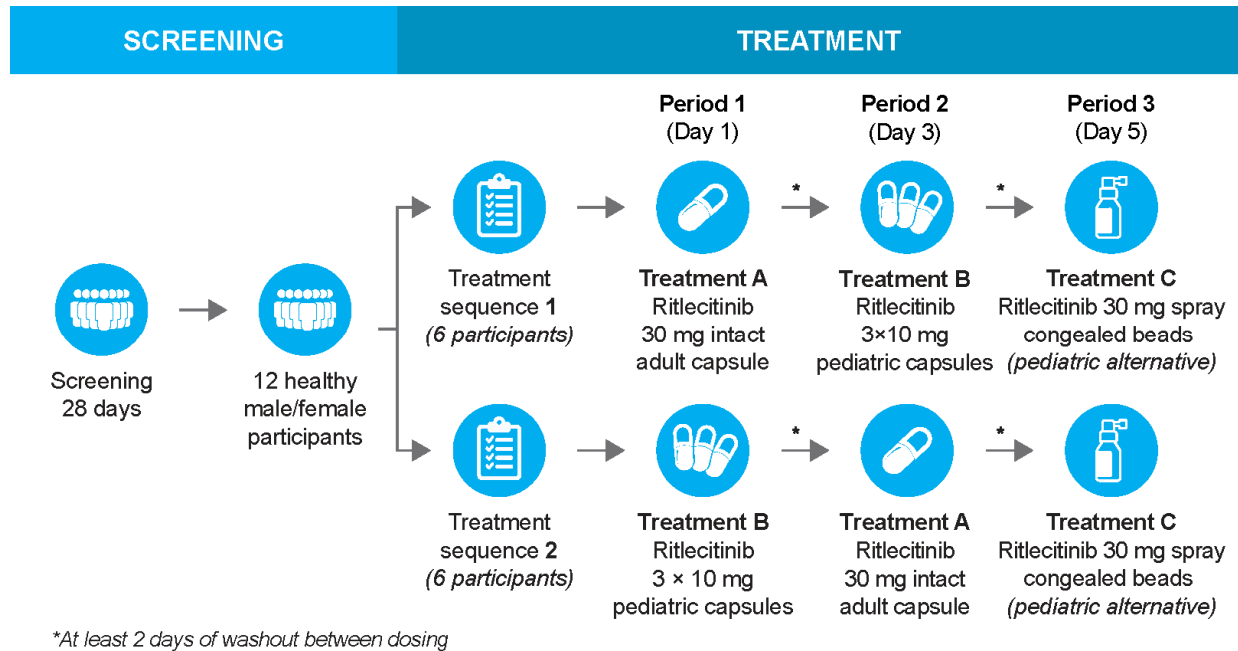 SCREENING
TREATMENT
Period 1
(Day 1)
Period 2
(Day 3)
Period 3
(Day 5)
*
*
Screening
28 days
12 healthy
male/female
participants
Treatment
sequence 1
(6 participants)
Treatment A
Ritlecitinib
30 mg intact
adult capsule
Treatment B
Ritlecitinib
3×10 mg
pediatric capsules
Treatment C
Ritlecitinib 30 mg spray
congealed beads
(pediatric alternative)
*
*
Treatment
sequence 2
(6 participants)
Treatment B
Ritlecitinib
3 × 10 mg
pediatric capsules
Treatment A
Ritlecitinib
30 mg intact
adult capsule
Treatment C
Ritlecitinib 30 mg spray
congealed beads
(pediatric alternative)
*At least 2 days of washout between dosing